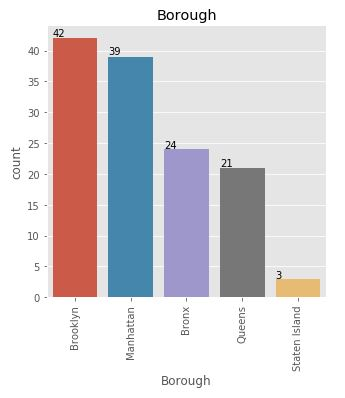 Borough
42
39
24
21
3
40
35
30
25
20
15
10
5
0
count
Brooklyn
Manhattan
Bronx
Queens
Staten Island
Borough